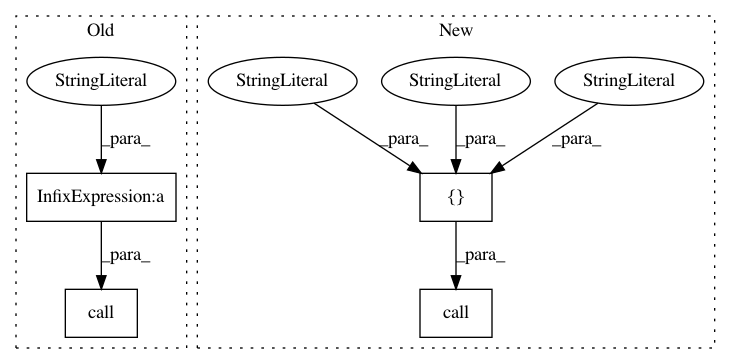 Old
New
StringLiteral
StringLiteral
StringLiteral
StringLiteral
_para_
_para_
_para_
_para_
InfixExpression:a
{}
_para_
_para_
call
call